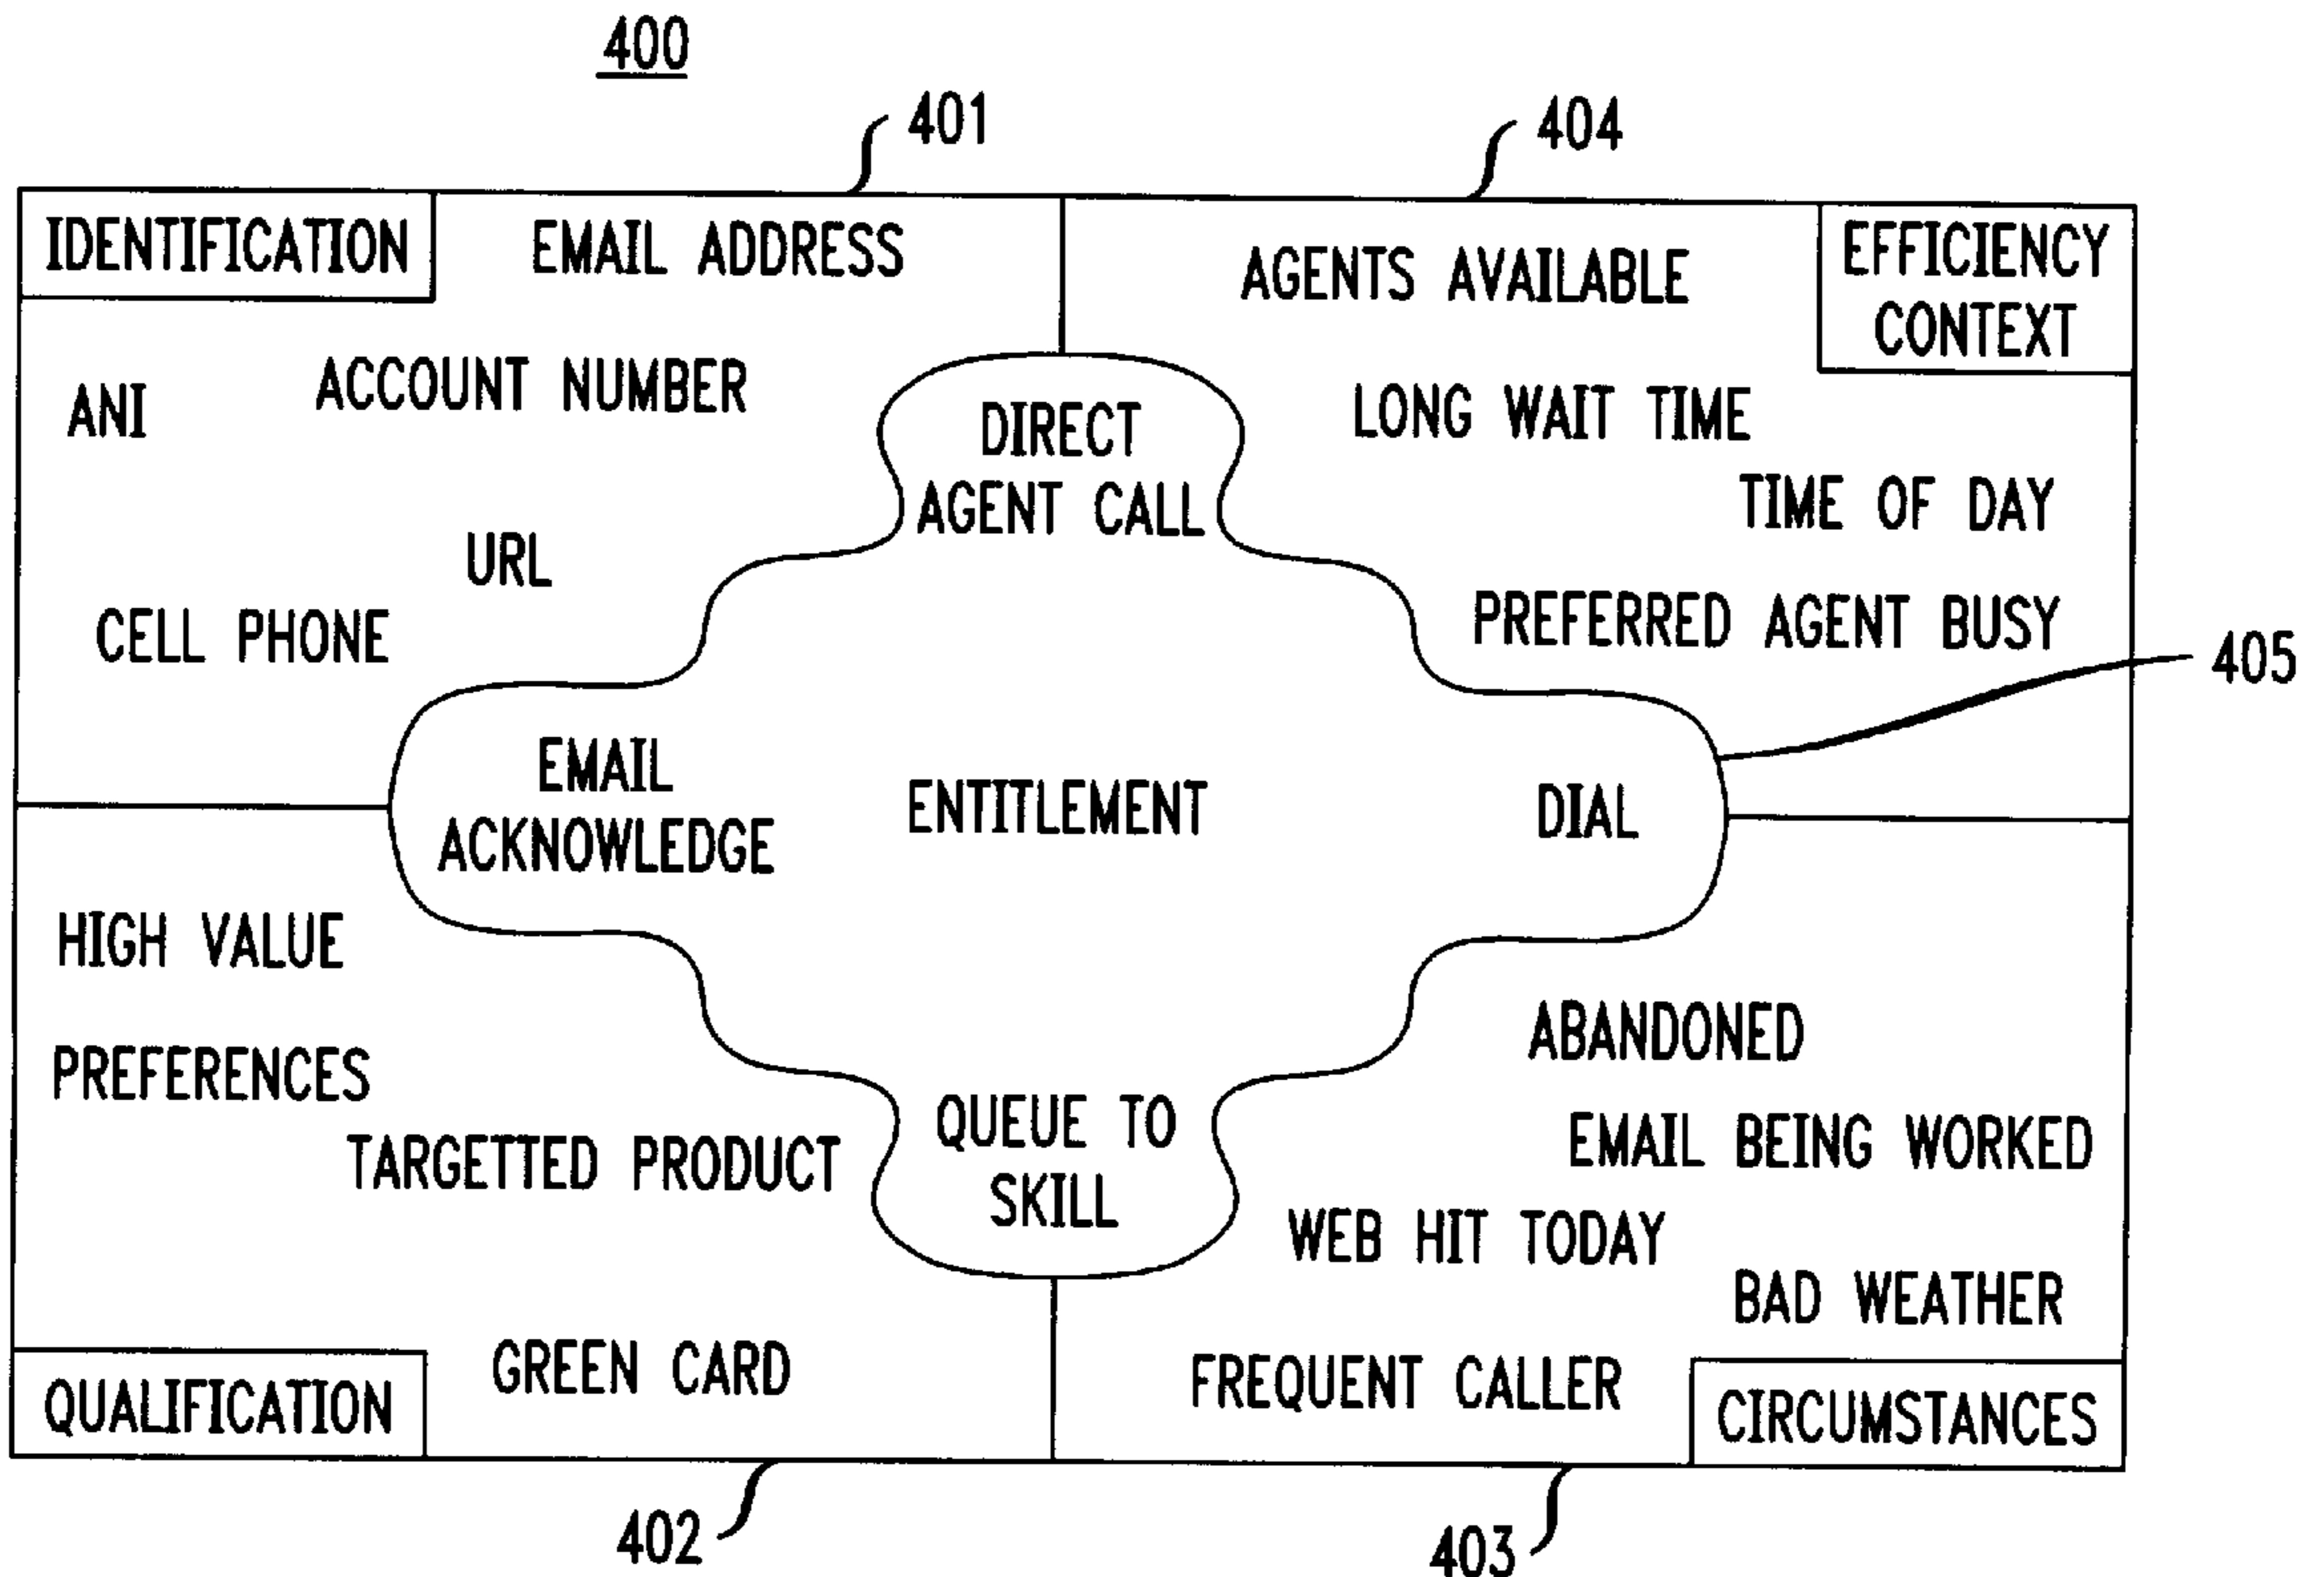 400
401
404
IDENTIFICATION
EMAIL ADDRESS
ANI
ACCOUNT NUMBER
URL
CELL PHONE
AGENTS AVAILABLE
EFFICIENCY
CONTEXT
LONG WAIT TIME
TIME OF DAY
PREFERRED AGENT BUSY
405
DIRECT
AGENT CALL
EMAIL
ACKNOWLEDGE
ENTITLEMENT
DIAL
QUEUE TO
SKILL
HIGH VALUE
PREFERENCES
TARGETTED PRODUCT
GREEN CARD
QUALIFICATION
ABANDONED
EMAIL BEING WORKED
WEB HIT TODAY
BAD WEATHER
FREQUENT CALLER
CIRCUMSTANCES
402
403